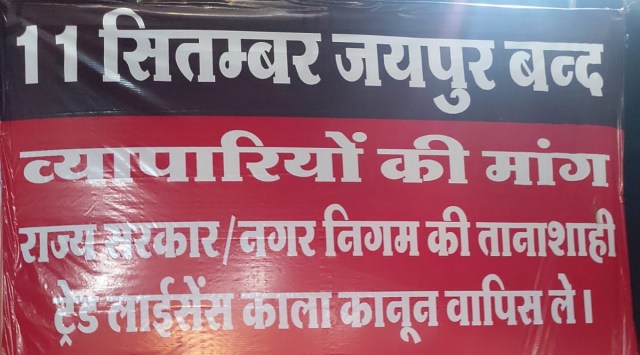 11 सितम्बर जयपुर बन्द
व्यापारियों की मांग
राज्य सरकार/नगर निगम की तानाशाही
ट्रेड लाईसेंस काला कानून वापिस ले।